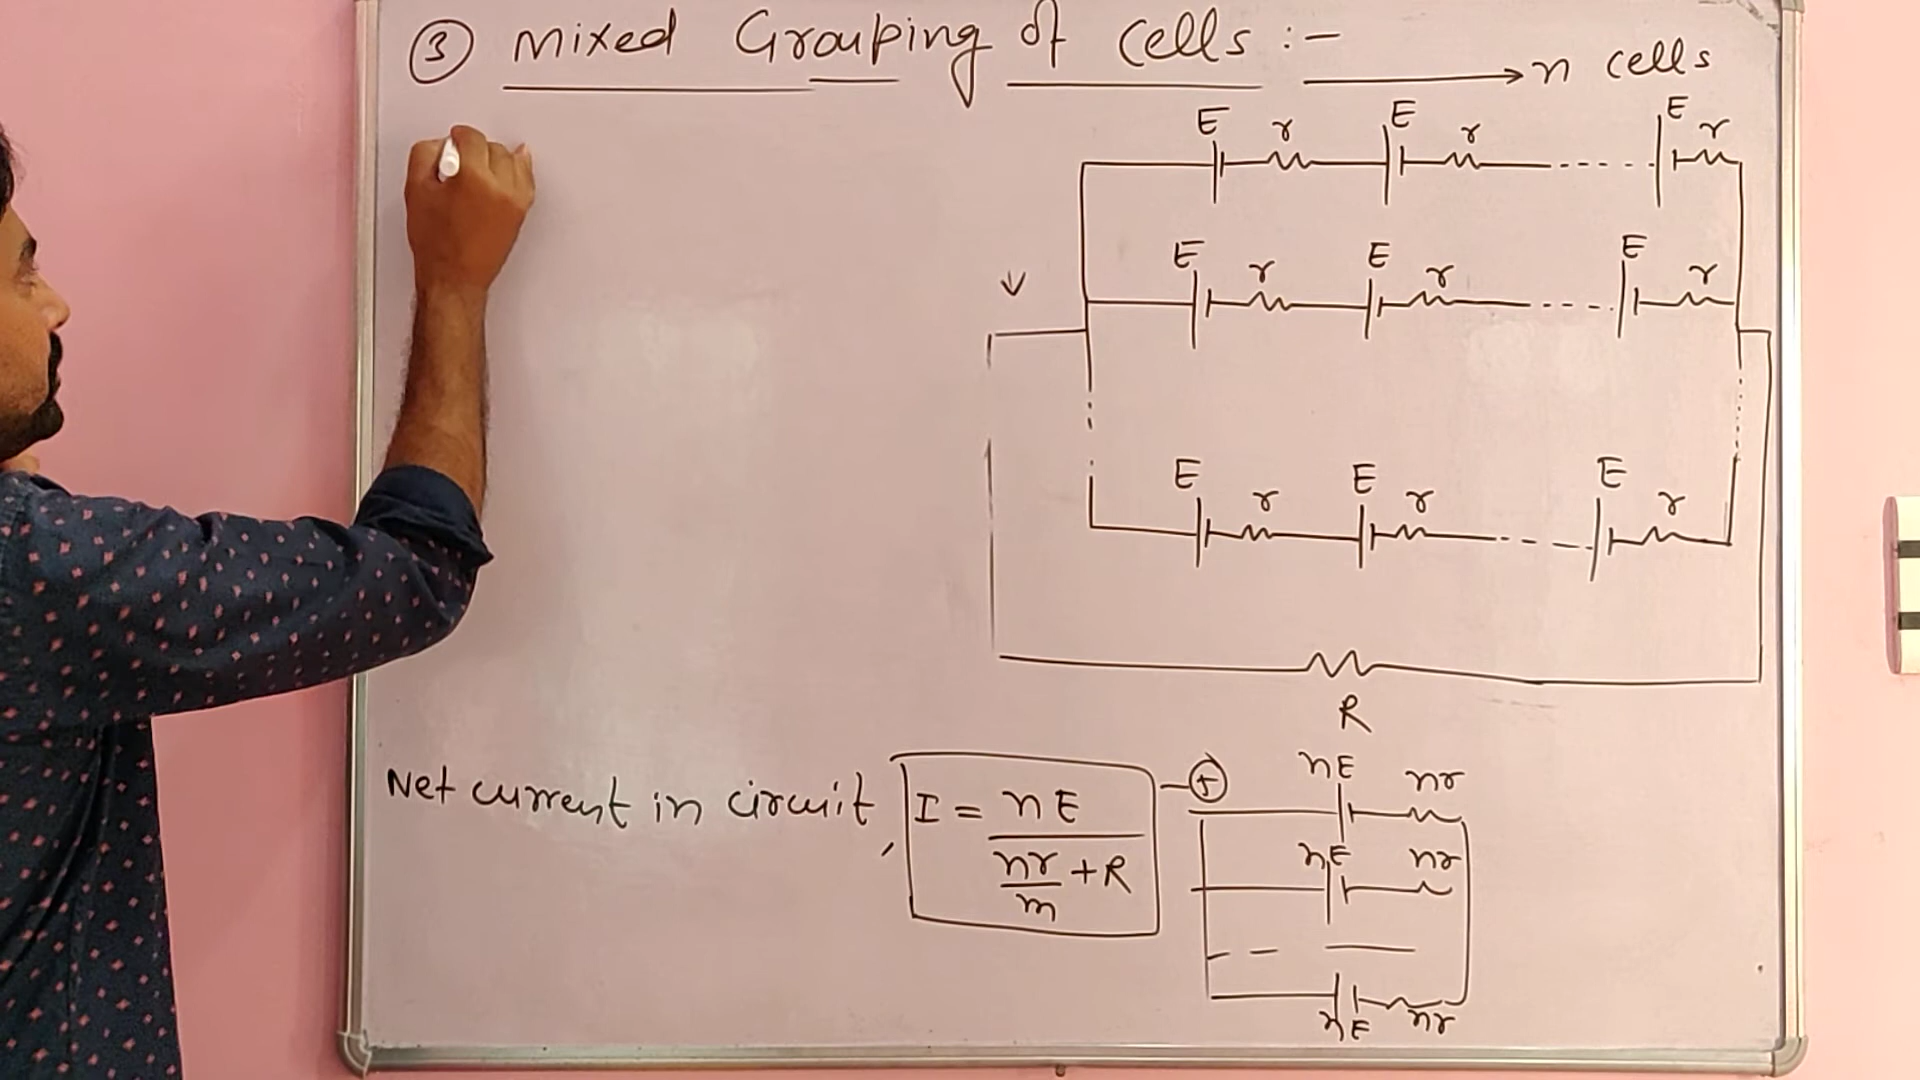 ③ Mixed Grouping of cells :-
n cells
E r E r E r
E r E r E r
E r E r E r
R
Net current in circuit, I = nE / (nr/m + R)
+
nE nr
nE nr
nE nr